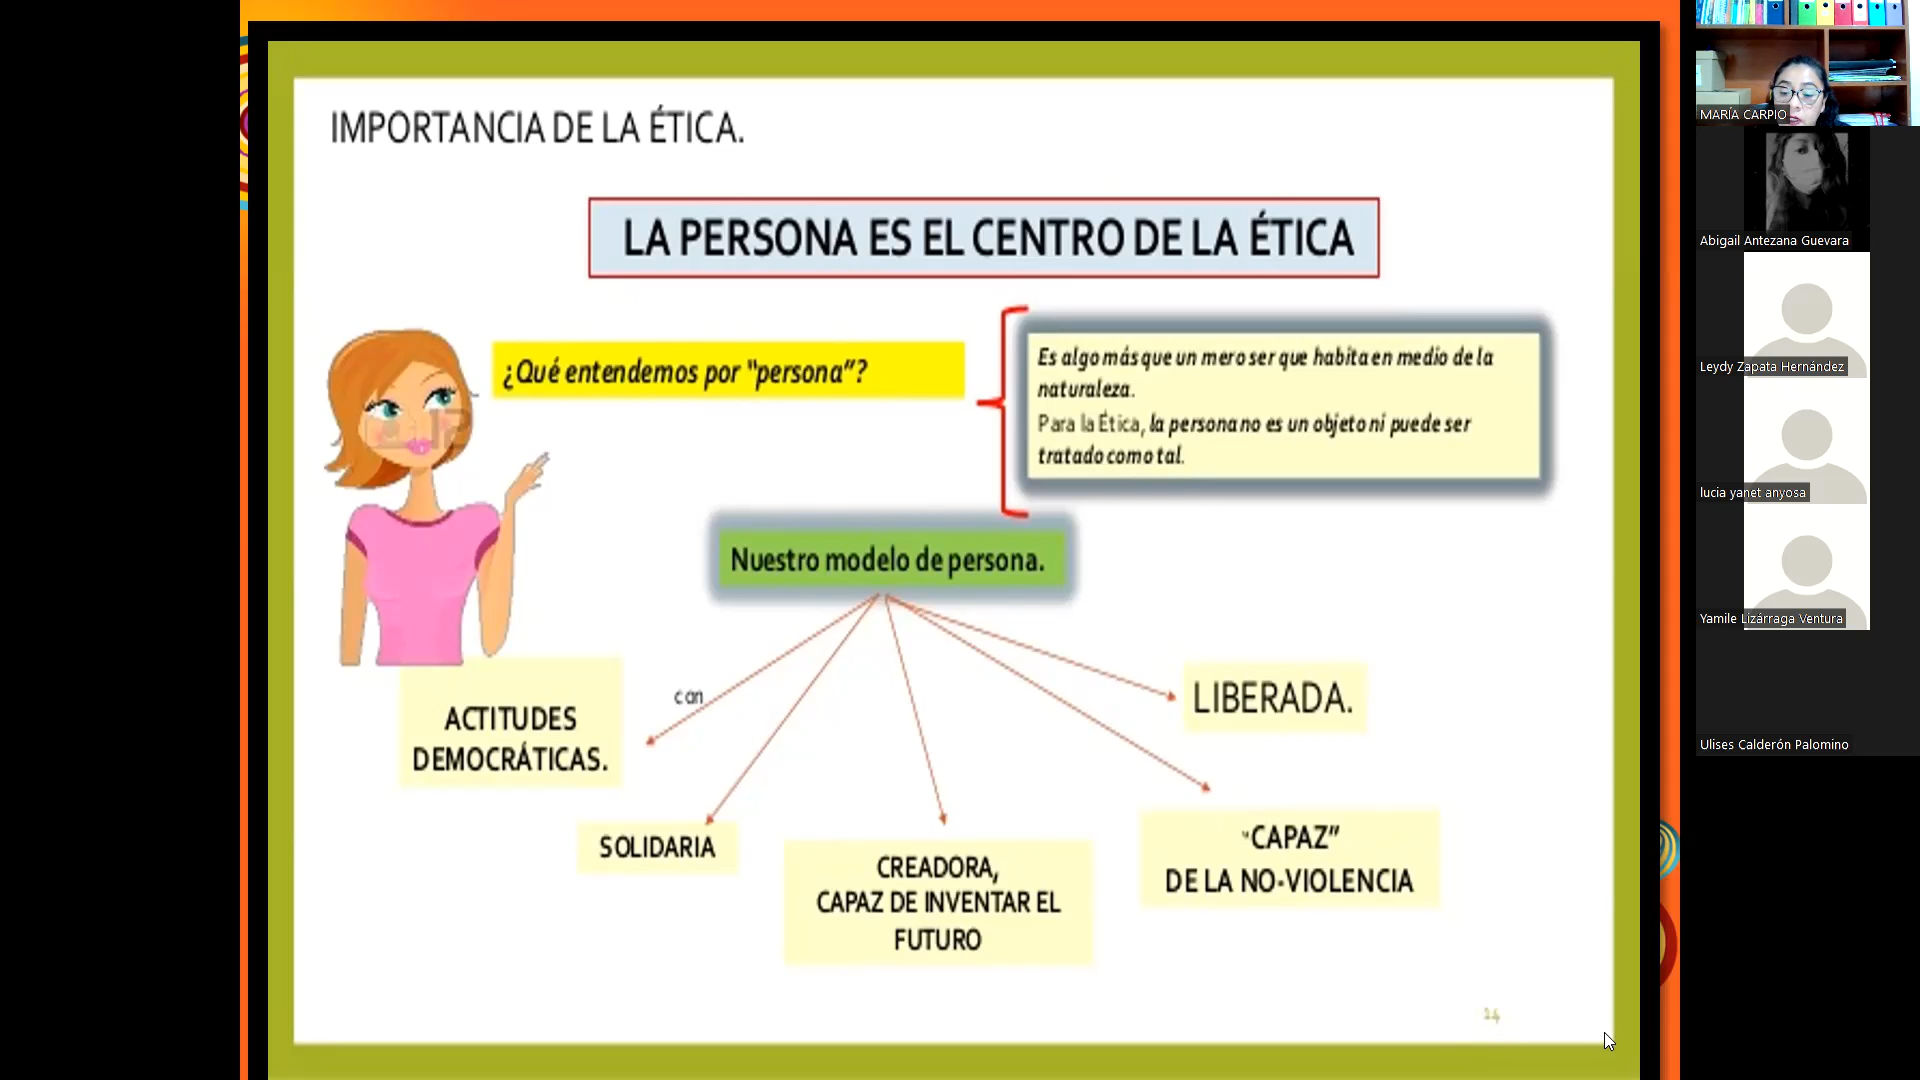 IMPORTANCIA DE LA ÉTICA.
LA PERSONA ES EL CENTRO DE LA ÉTICA
¿Qué entendemos por "persona"?
Es algo más que un mero ser que habita en medio de la
naturaleza.
Para la Ética, la persona no es un objeto ni puede ser
tratado como tal.
Nuestro modelo de persona.
con
ACTITUDES
DEMOCRÁTICAS.
SOLIDARIA
CREADORA,
CAPAZ DE INVENTAR EL
FUTURO
"CAPAZ"
DE LA NO-VIOLENCIA
LIBERADA.
14
MARÍA CARPIO
Abigail Antezana Guevara
Leydy Zapata Hernández
lucia yanet anyosa
Yamile Lizárraga Ventura
Ulises Calderón Palomino